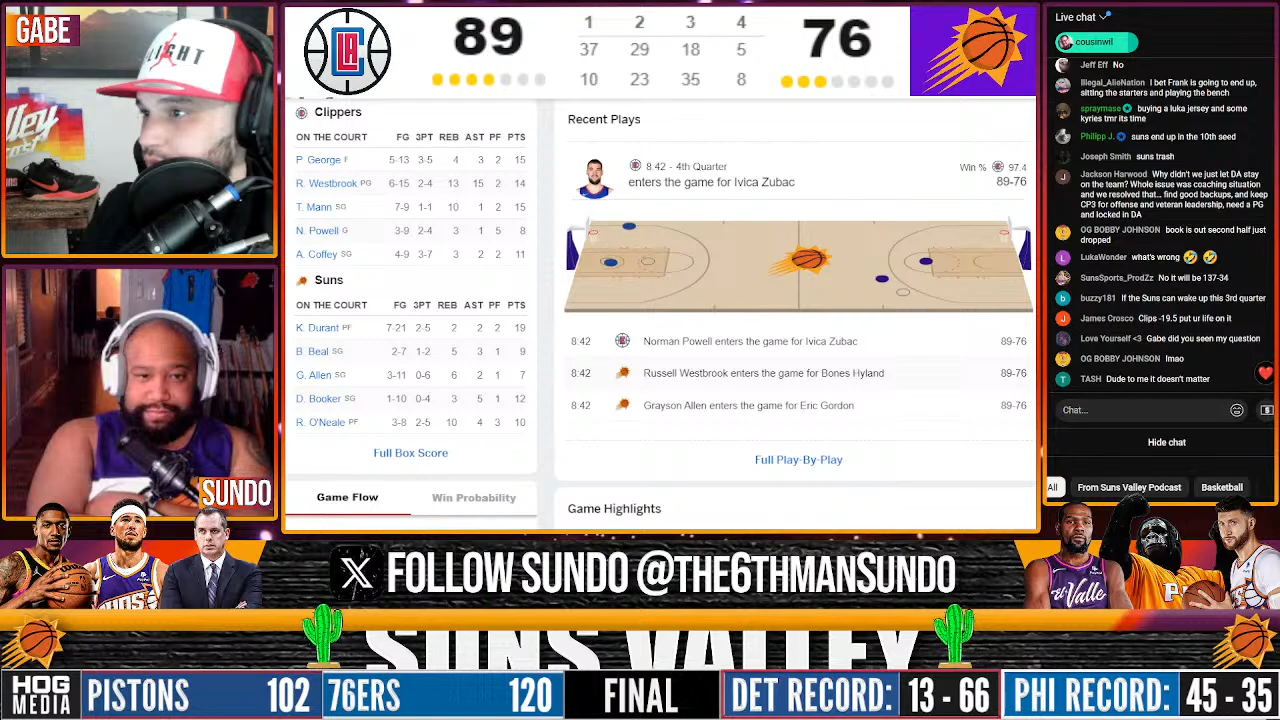 GABE
LIGHT
SUNDO
LA
89
1 2 3 4
37 29 18 5
10 23 35 8
76
Clippers
ON THE COURT FG 3PT REB AST PF PTS
P. George F 5-13 3-5 4 3 2 15
R. Westbrook PG 6-15 2-4 13 15 2 14
T. Mann SG 7-9 1-1 10 1 2 15
N. Powell G 3-9 2-4 3 1 5 8
A. Coffey SG 4-9 3-7 3 2 2 11
Suns
ON THE COURT FG 3PT REB AST PF PTS
K. Durant PF 7-21 2-5 2 2 2 19
B. Beal SG 2-7 1-2 5 3 1 9
G. Allen SG 3-11 0-6 6 2 1 7
D. Booker SG 1-10 0-4 3 5 1 12
R. O'Neale PF 3-8 2-5 10 4 3 10
Full Box Score
Game Flow Win Probability
Recent Plays
8:42 - 4th Quarter Win % 97.4
enters the game for Ivica Zubac 89-76
8:42 Norman Powell enters the game for Ivica Zubac 89-76
8:42 Russell Westbrook enters the game for Bones Hyland 89-76
8:42 Grayson Allen enters the game for Eric Gordon 89-76
Full Play-By-Play
Game Highlights
Live chat
cousinwil
Jeff Eff No
Illegal_AlieNation I bet Frank is going to end up,
sitting the starters and playing the bench
spraymase buying a luka jersey and some
kyries tmr its time
Philipp J. suns end up in the 10th seed
Joseph Smith suns trash
Jackson Harwood Why didn't we just let DA stay
on the team? Whole issue was coaching situation
and we resolved that... find good backups, and keep
CP3 for offense and veteran leadership, need a PG
and locked in DA
OG BOBBY JOHNSON book is out second half just
dropped
LukaWonder what's wrong 🤣 🤣
SunsSports_ProdZz No it will be 137-34
buzzy181 If the Suns can wake up this 3rd quarter
James Crosco Clips -19.5 put ur life on it
Love Yourself <3 Gabe did you seen my question
OG BOBBY JOHNSON lmao
TASH Dude to me it doesn't matter
Chat...
Hide chat
All From Suns Valley Podcast Basketball
X FOLLOW SUNDO @THE6THMANSUNDO
SUNS VALLEY
HOG
MEDIA
PISTONS 102 76ERS 120 FINAL DET RECORD: 13 - 66 PHI RECORD: 45 - 35